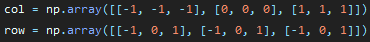 col = np.array([[-1, -1, -1], [0, 0, 0], [1, 1, 1]])
row = np.array([[-1, 0, 1], [-1, 0, 1], [-1, 0, 1]])